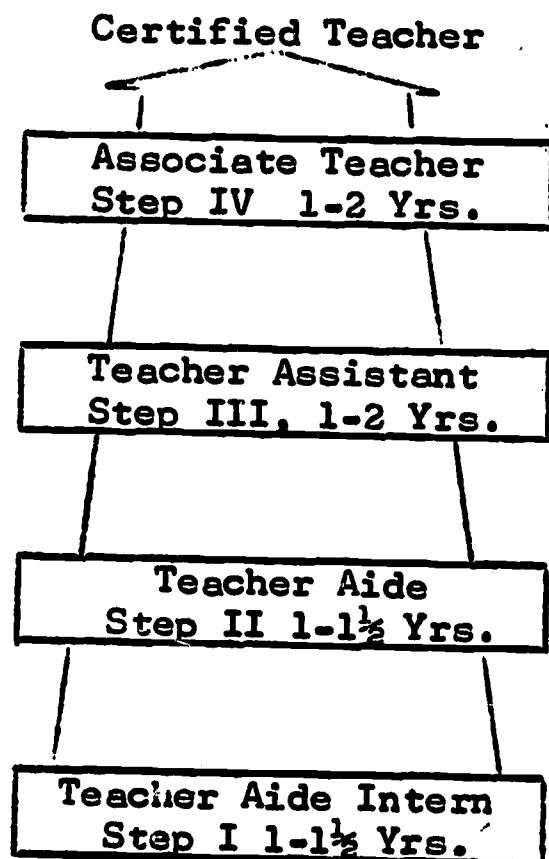 Certified Teacher
Associate Teacher
Step IV 1-2 Yrs.
Teacher Assistant
Step III, 1-2 Yrs.
Teacher Aide
Step II 1-1½ Yrs.
Teacher Aide Intern
Step I 1-1½ Yrs.